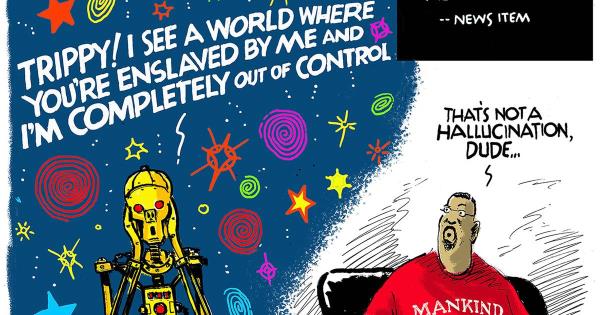 -- NEWS ITEM
TRIPPY! I SEE A WORLD WHERE
YOU'RE ENSLAVED BY ME AND
I'M COMPLETELY OUT OF CONTROL
THAT'S NOT A
HALLUCINATION,
DUDE...
MANKIND